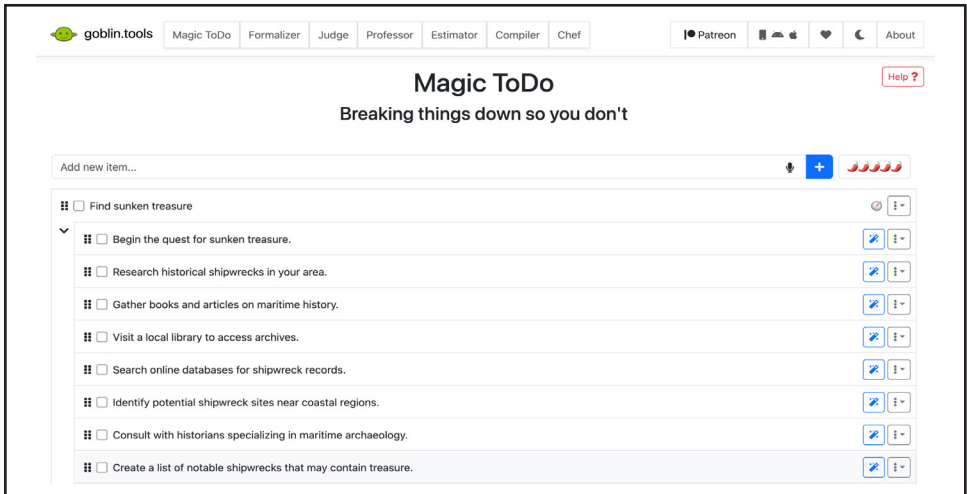 goblin.tools Magic ToDo Formalizer Judge Professor Estimator Compiler Chef Patreon About
Magic ToDo
Help ?
Breaking things down so you don't
Add new item...
Find sunken treasure
Begin the quest for sunken treasure.
Research historical shipwrecks in your area.
Gather books and articles on maritime history.
Visit a local library to access archives.
Search online databases for shipwreck records.
Identify potential shipwreck sites near coastal regions.
Consult with historians specializing in maritime archaeology.
Create a list of notable shipwrecks that may contain treasure.